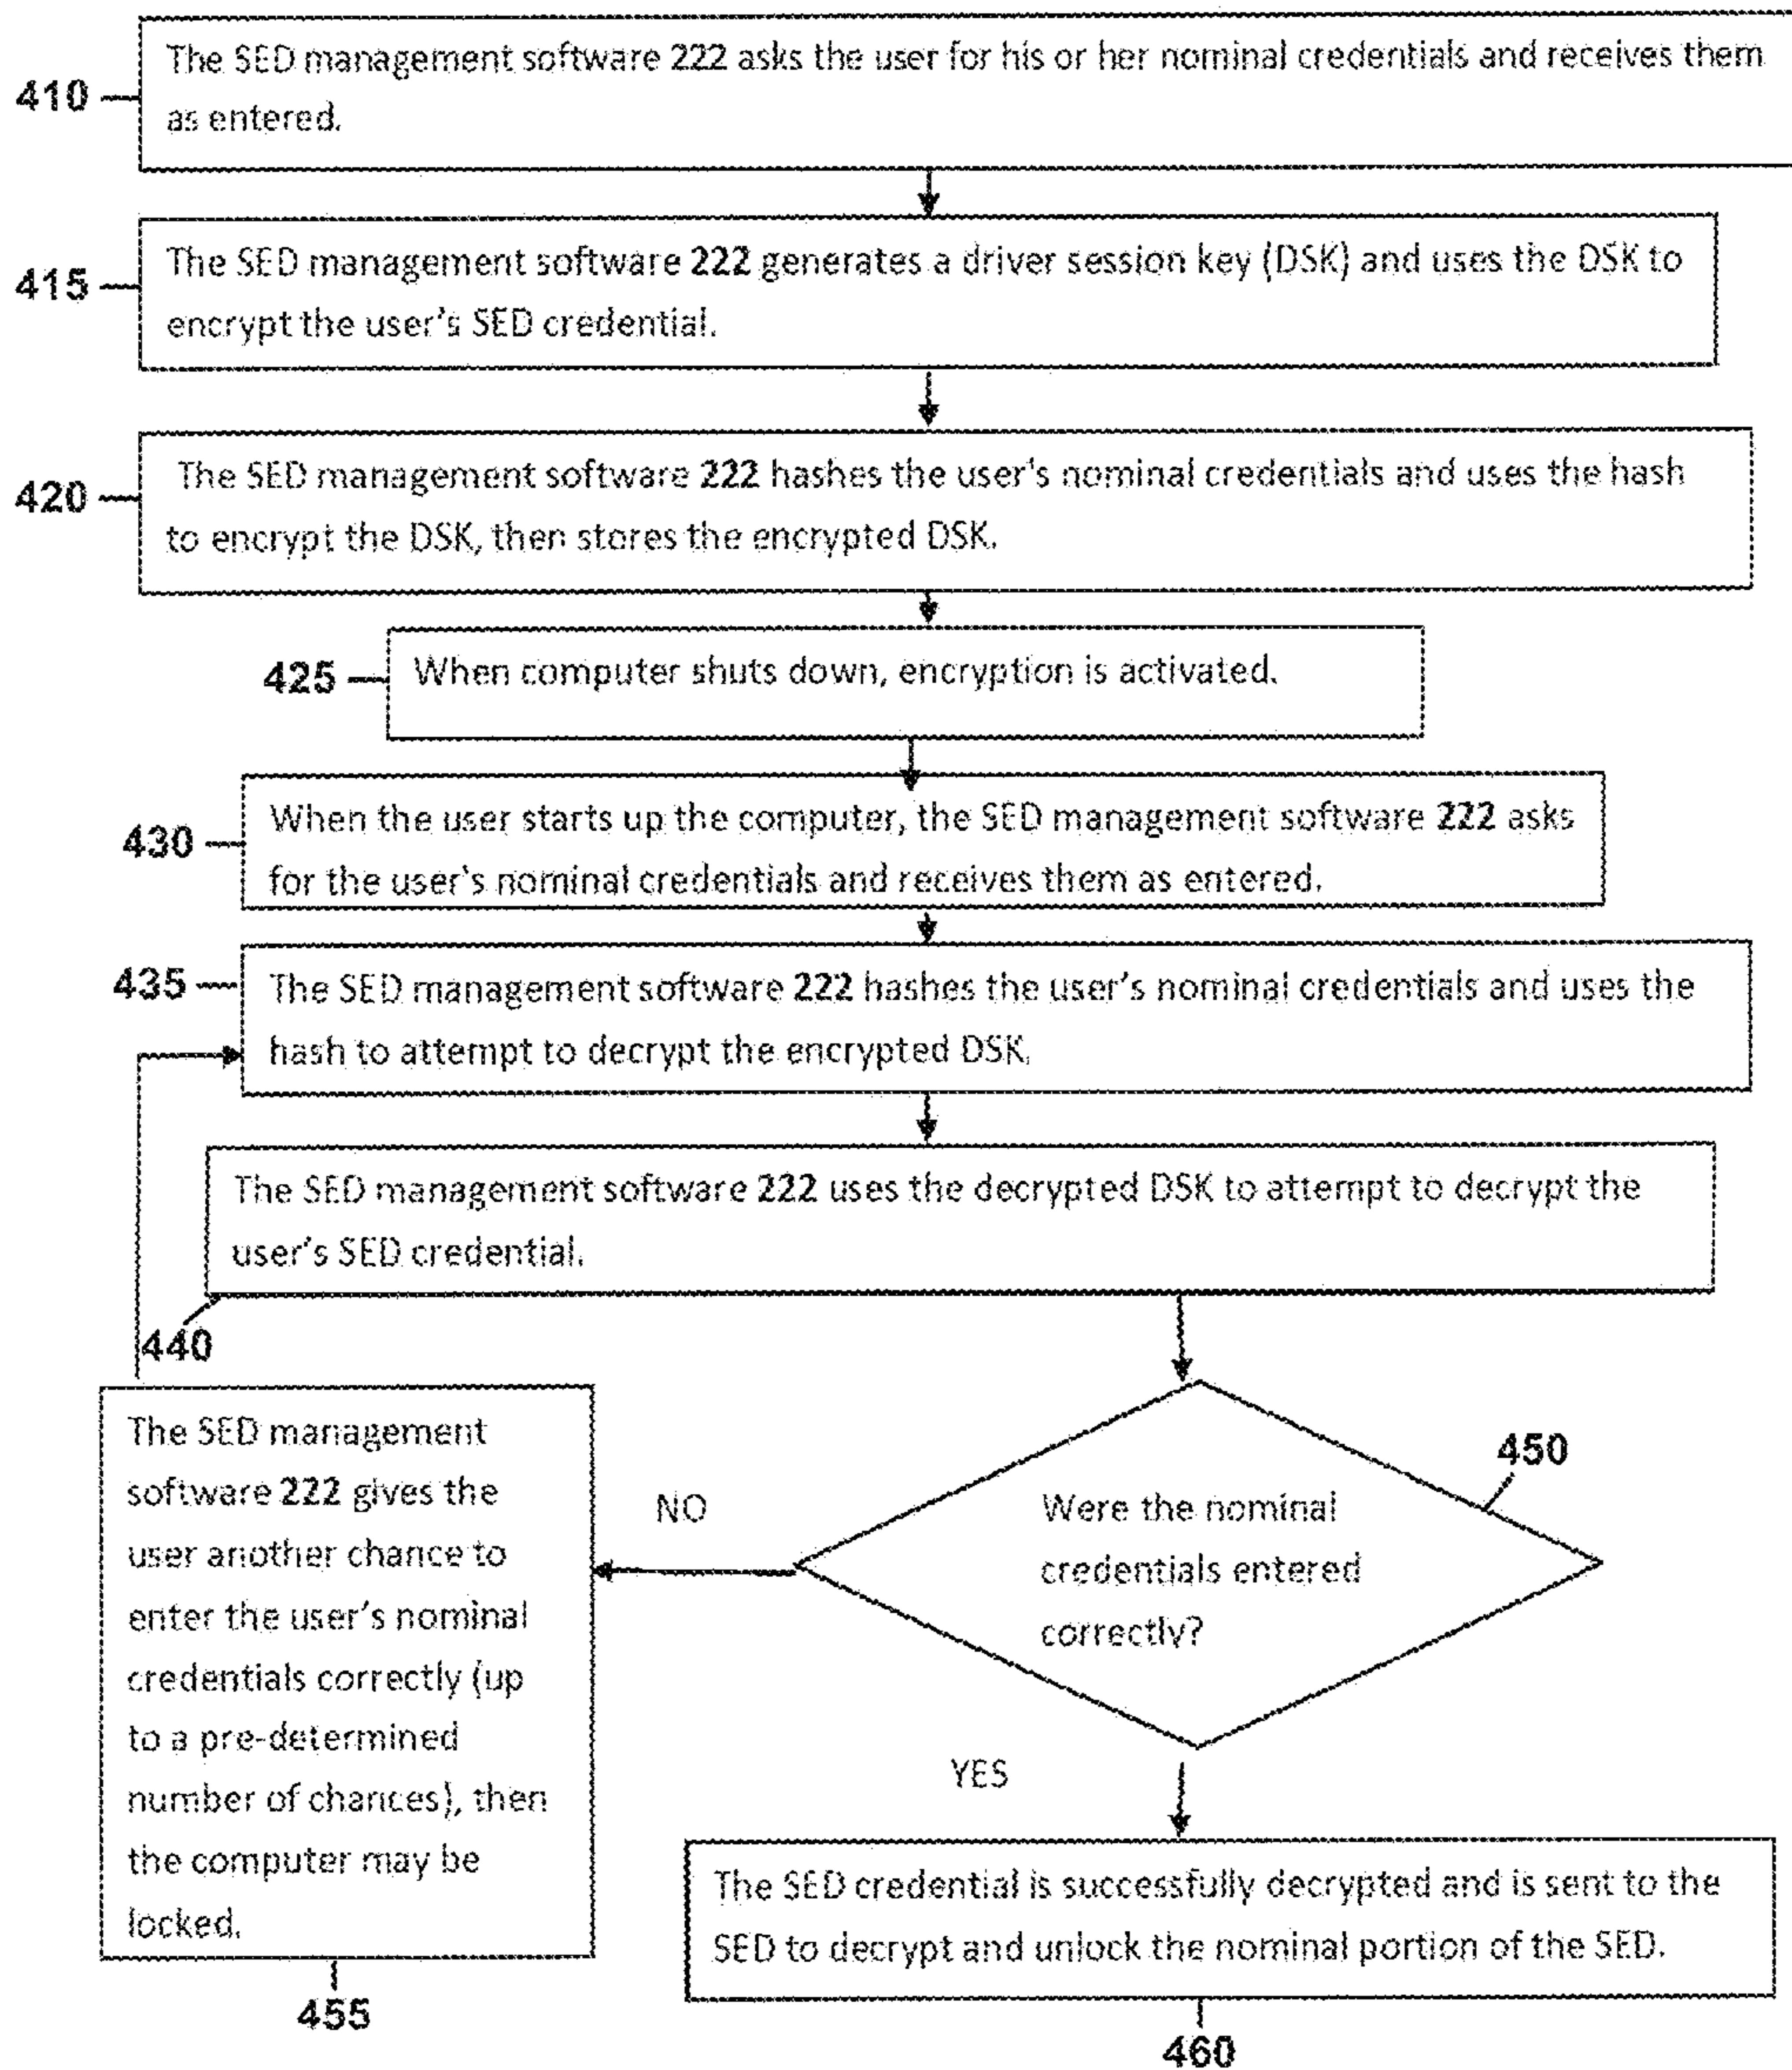 410
The SED management software 222 asks the user for his or her nominal credentials and receives them
as entered.
415
The SED management software 222 generates a driver session key (DSK) and uses the DSK to
encrypt the user's SED credential.
420
The SED management software 222 hashes the user's nominal credentials and uses the hash
to encrypt the DSK, then stores the encrypted DSK.
425
When computer shuts down, encryption is activated.
430
When the user starts up the computer, the SED management software 222 asks
for the user's nominal credentials and receives them as entered.
435
The SED management software 222 hashes the user's nominal credentials and uses the
hash to attempt to decrypt the encrypted DSK.
The SED management software 222 uses the decrypted DSK to attempt to decrypt the
user's SED credential.
440
450
Were the nominal
credentials entered
correctly?
NO
The SED management
software 222 gives the
user another chance to
enter the user's nominal
credentials correctly (up
to a pre-determined
number of chances), then
the computer may be
locked.
455
YES
The SED credential is successfully decrypted and is sent to the
SED to decrypt and unlock the nominal portion of the SED.
460